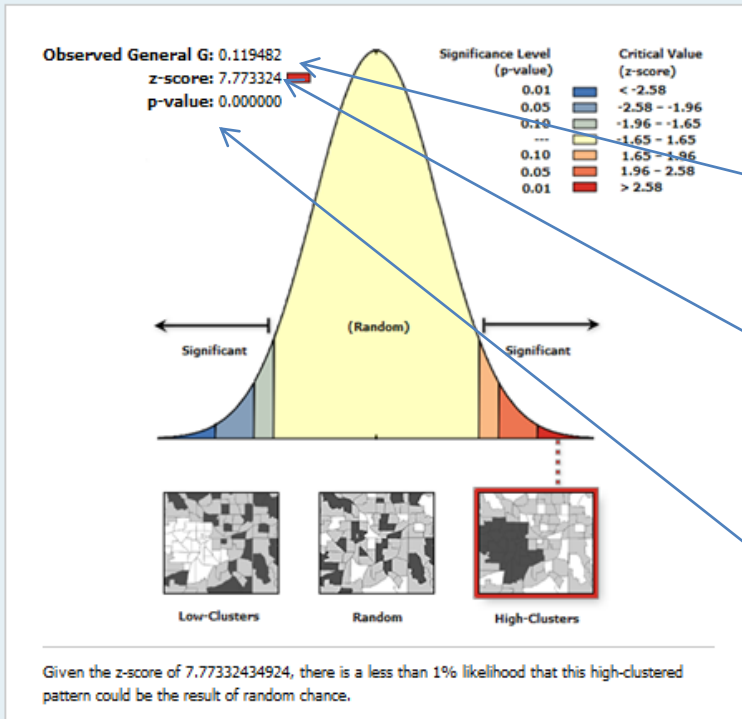 Observed General G: 0.119482
z-score: 7.773324
p-value: 0.000000
Significance Level
(p-value)
Critical Value
(z-score)
0.01 < -2.58
0.05 -2.58 - -1.96
0.10 -1.96 - -1.65
--- -1.65 - 1.65
0.10 1.65 - 1.96
0.05 1.96 - 2.58
0.01 > 2.58
(Random)
Significant Significant
Low-Clusters Random High-Clusters
Given the z-score of 7.77332434924, there is a less than 1% likelihood that this high-clustered
pattern could be the result of random chance.